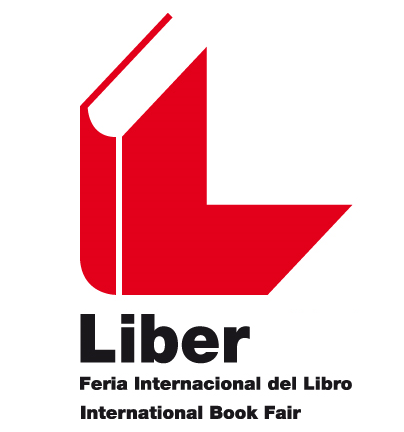 Liber
Feria Internacional del Libro
International Book Fair